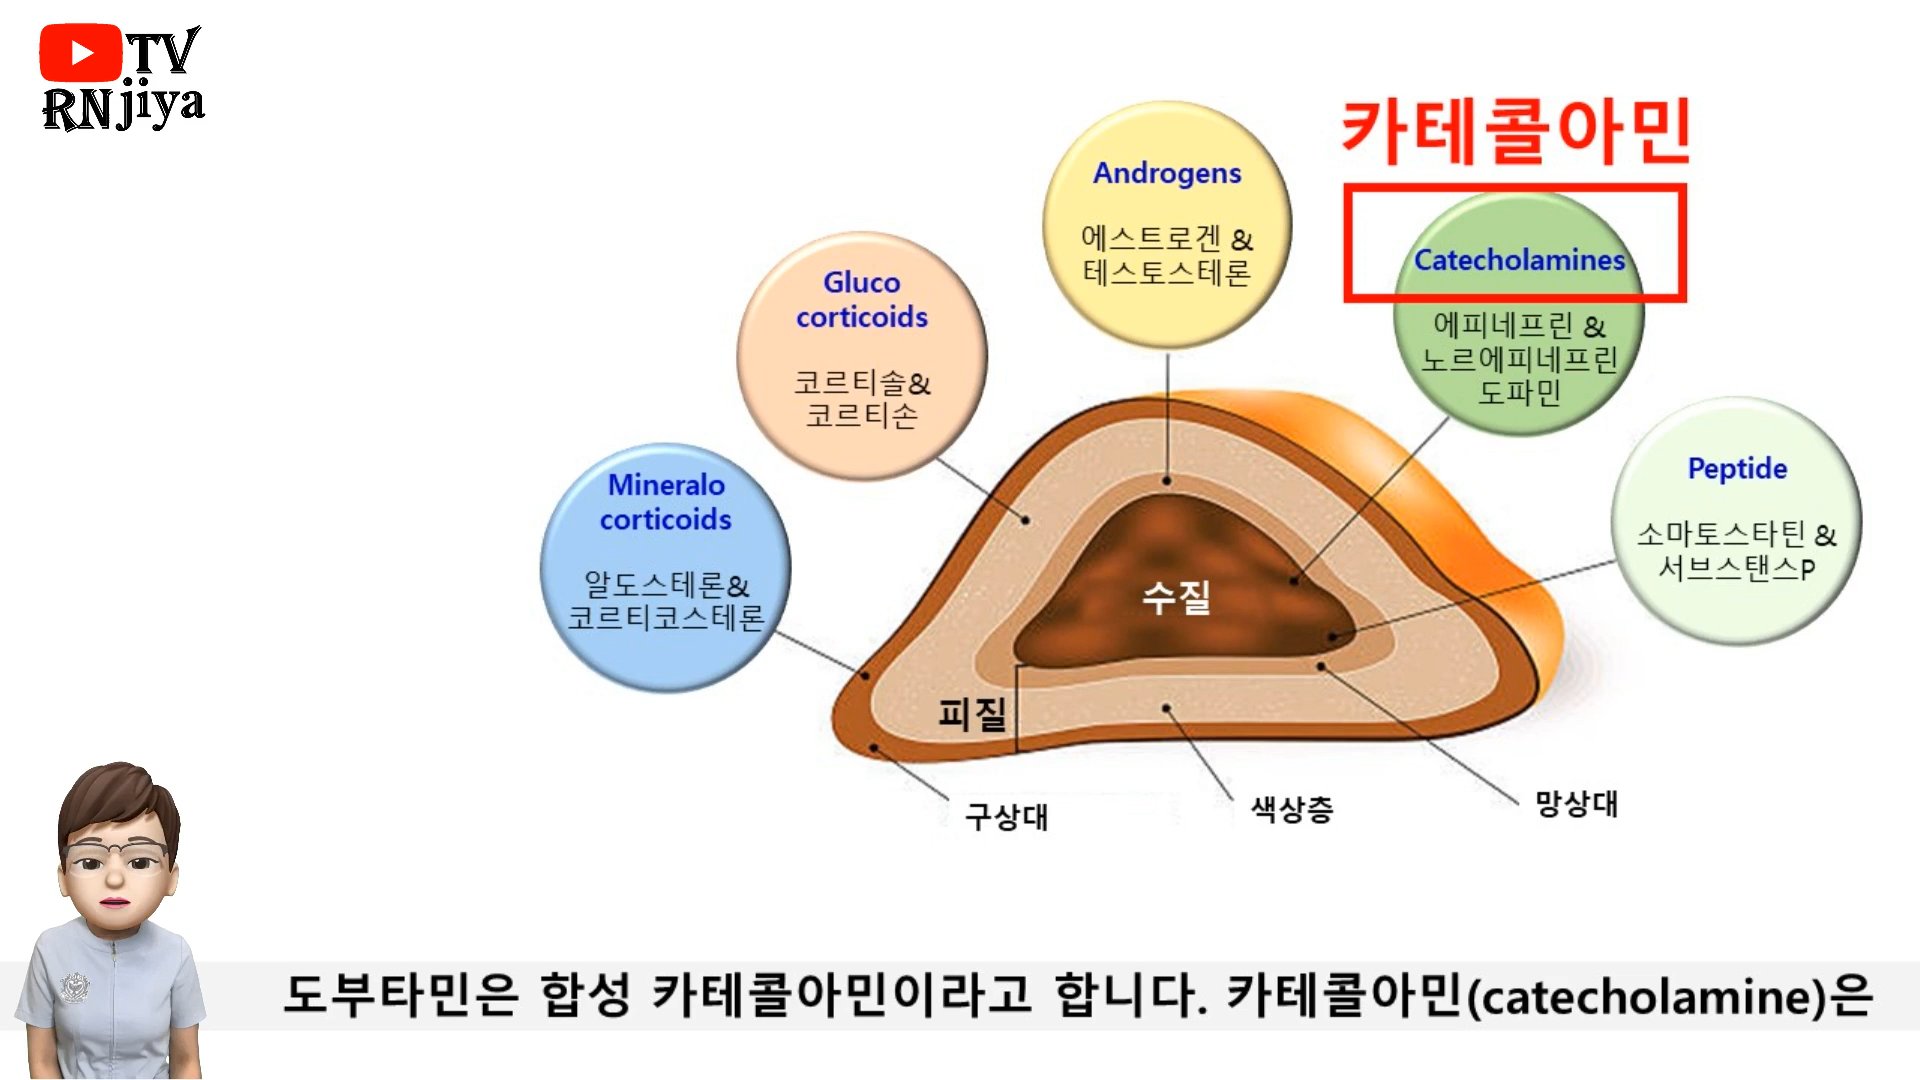 TV
RNjiya
카테콜아민
Androgens
에스트로겐 &
테스토스테론
Catecholamines
에피네프린 &
노르에피네프린
도파민
Gluco
corticoids
코르티솔&
코르티손
Peptide
소마토스타틴 &
서브스탠스P
Mineralo
corticoids
알도스테론&
코르티코스테론
수질
피질
구상대
색상층
망상대
도부타민은 합성 카테콜아민이라고 합니다. 카테콜아민(catecholamine)은